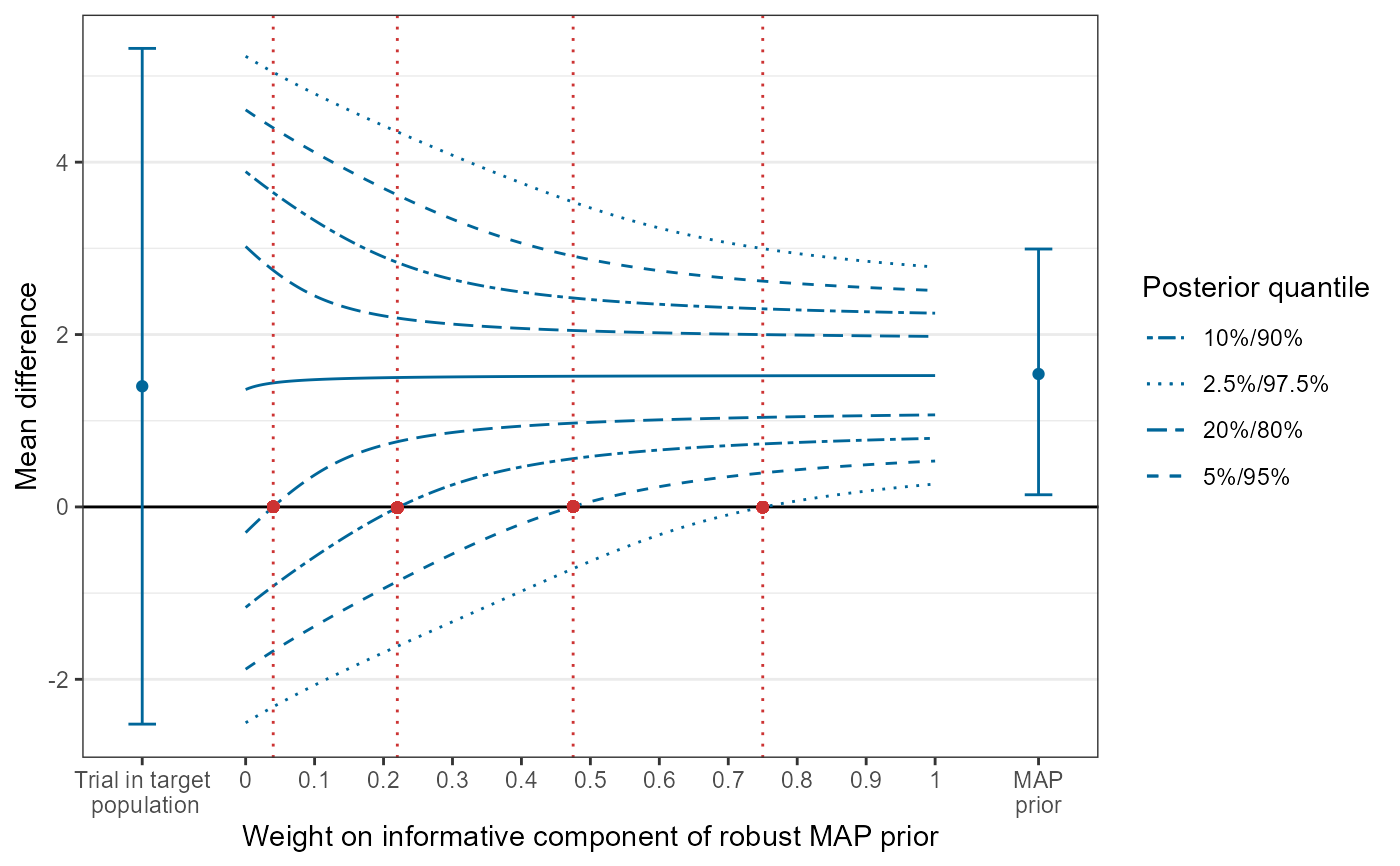 Mean difference
4
2
0
-2
Trial in target
population
0
0.1
0.2
0.3
0.4
0.5
0.6
0.7
0.8
0.9
1
MAP
prior
Weight on informative component of robust MAP prior
Posterior quantile
10%/90%
2.5%/97.5%
20%/80%
5%/95%